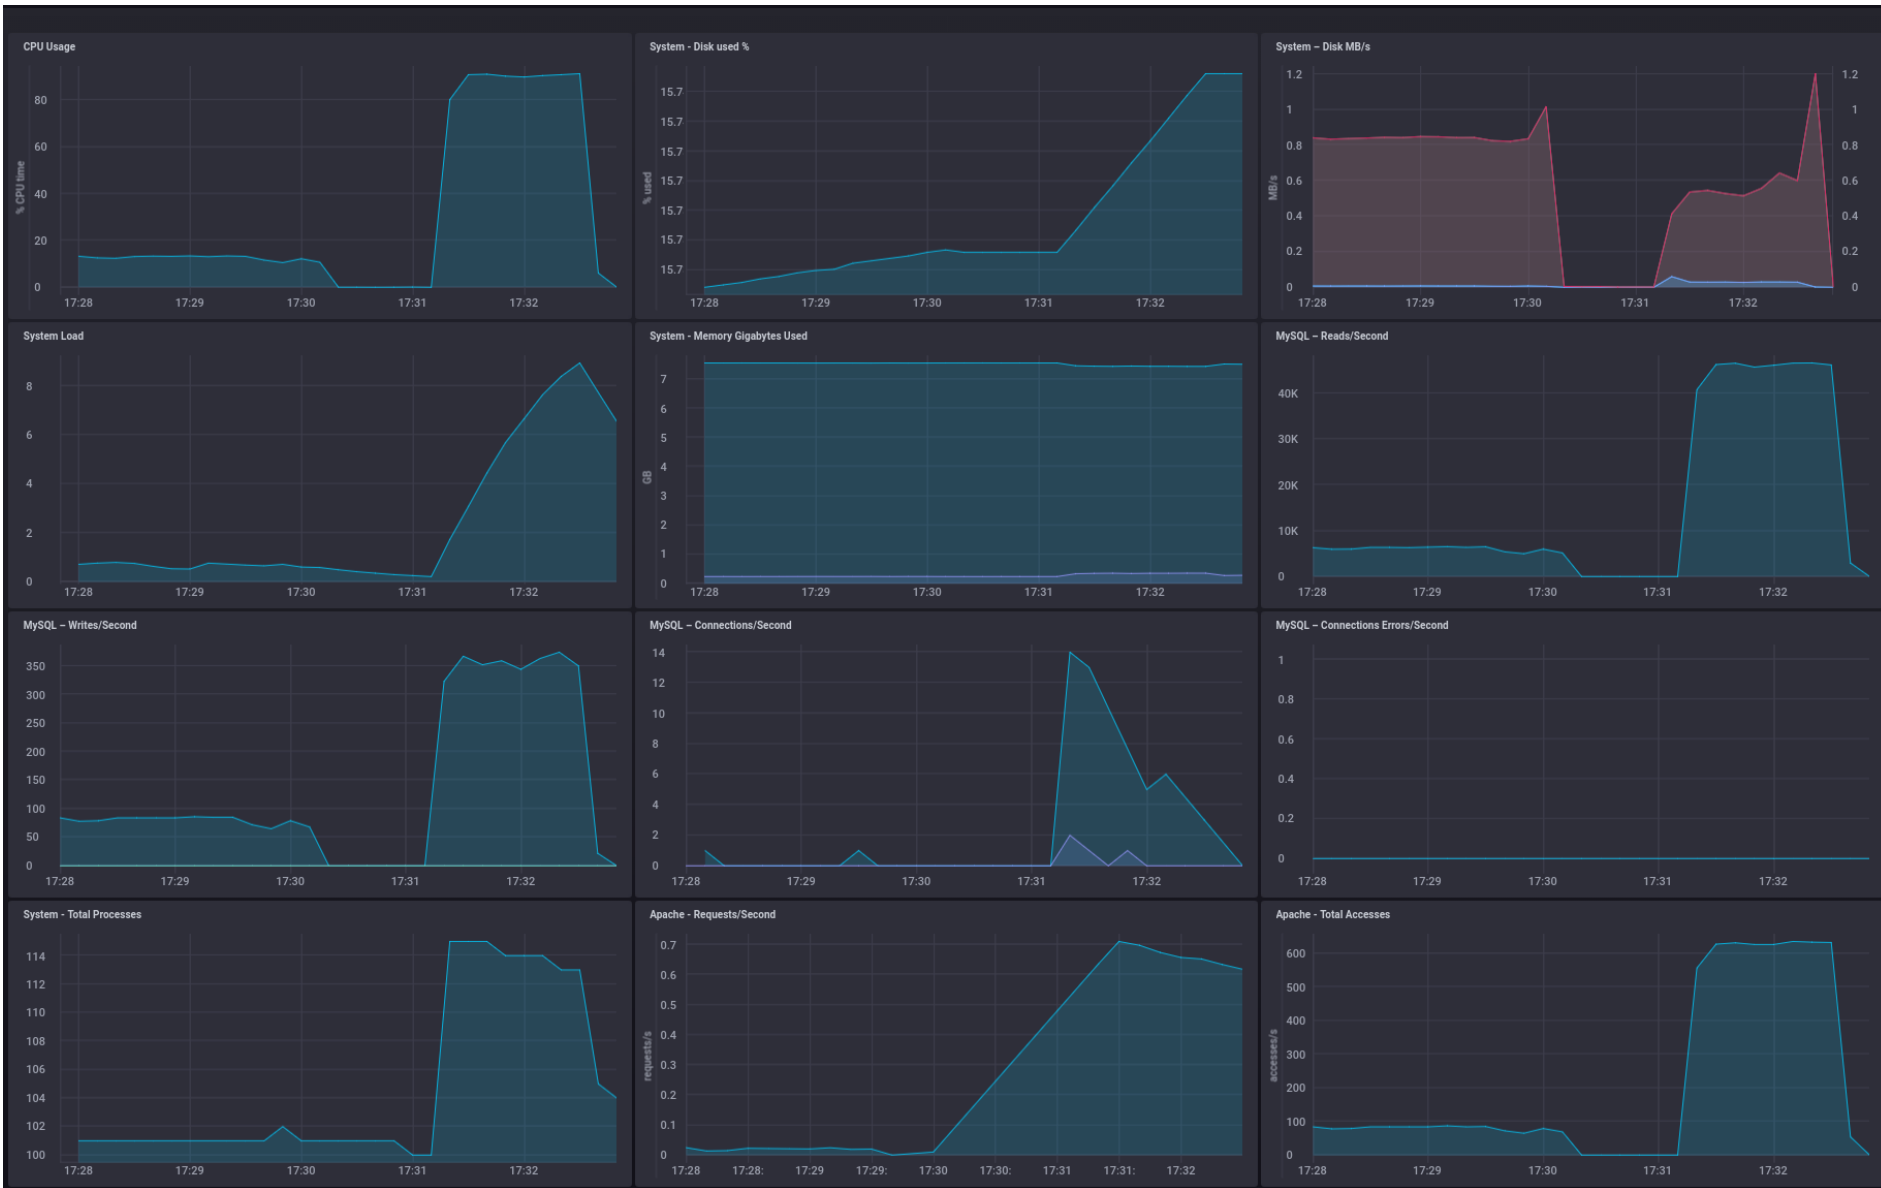 CPU Usage
% CPU time
80
60
40
20
0
17:28 17:29 17:30 17:31 17:32
System - Disk used %
% used
15.7
15.7
15.7
15.7
15.7
15.7
15.7
17:28 17:29 17:30 17:31 17:32
System – Disk MB/s
MB/s
1.2 1.2
1 1
0.8 0.8
0.6 0.6
0.4 0.4
0.2 0.2
0 0
17:28 17:29 17:30 17:31 17:32
System Load
8
6
4
2
0
17:28 17:29 17:30 17:31 17:32
System - Memory Gigabytes Used
GB
7
6
5
4
3
2
1
0
17:28 17:29 17:30 17:31 17:32
MySQL – Reads/Second
40K
30K
20K
10K
0
17:28 17:29 17:30 17:31 17:32
MySQL – Writes/Second
350
300
250
200
150
100
50
0
17:28 17:29 17:30 17:31 17:32
MySQL – Connections/Second
14
12
10
8
6
4
2
0
17:28 17:29 17:30 17:31 17:32
MySQL – Connections Errors/Second
1
0.8
0.6
0.4
0.2
0
17:28 17:29 17:30 17:31 17:32
System - Total Processes
114
112
110
108
106
104
102
100
17:28 17:29 17:30 17:31 17:32
Apache - Requests/Second
requests/s
0.7
0.6
0.5
0.4
0.3
0.2
0.1
0
17:28 17:28: 17:29 17:29: 17:30 17:30: 17:31 17:31: 17:32
Apache - Total Accesses
accesses/s
600
500
400
300
200
100
0
17:28 17:29 17:30 17:31 17:32